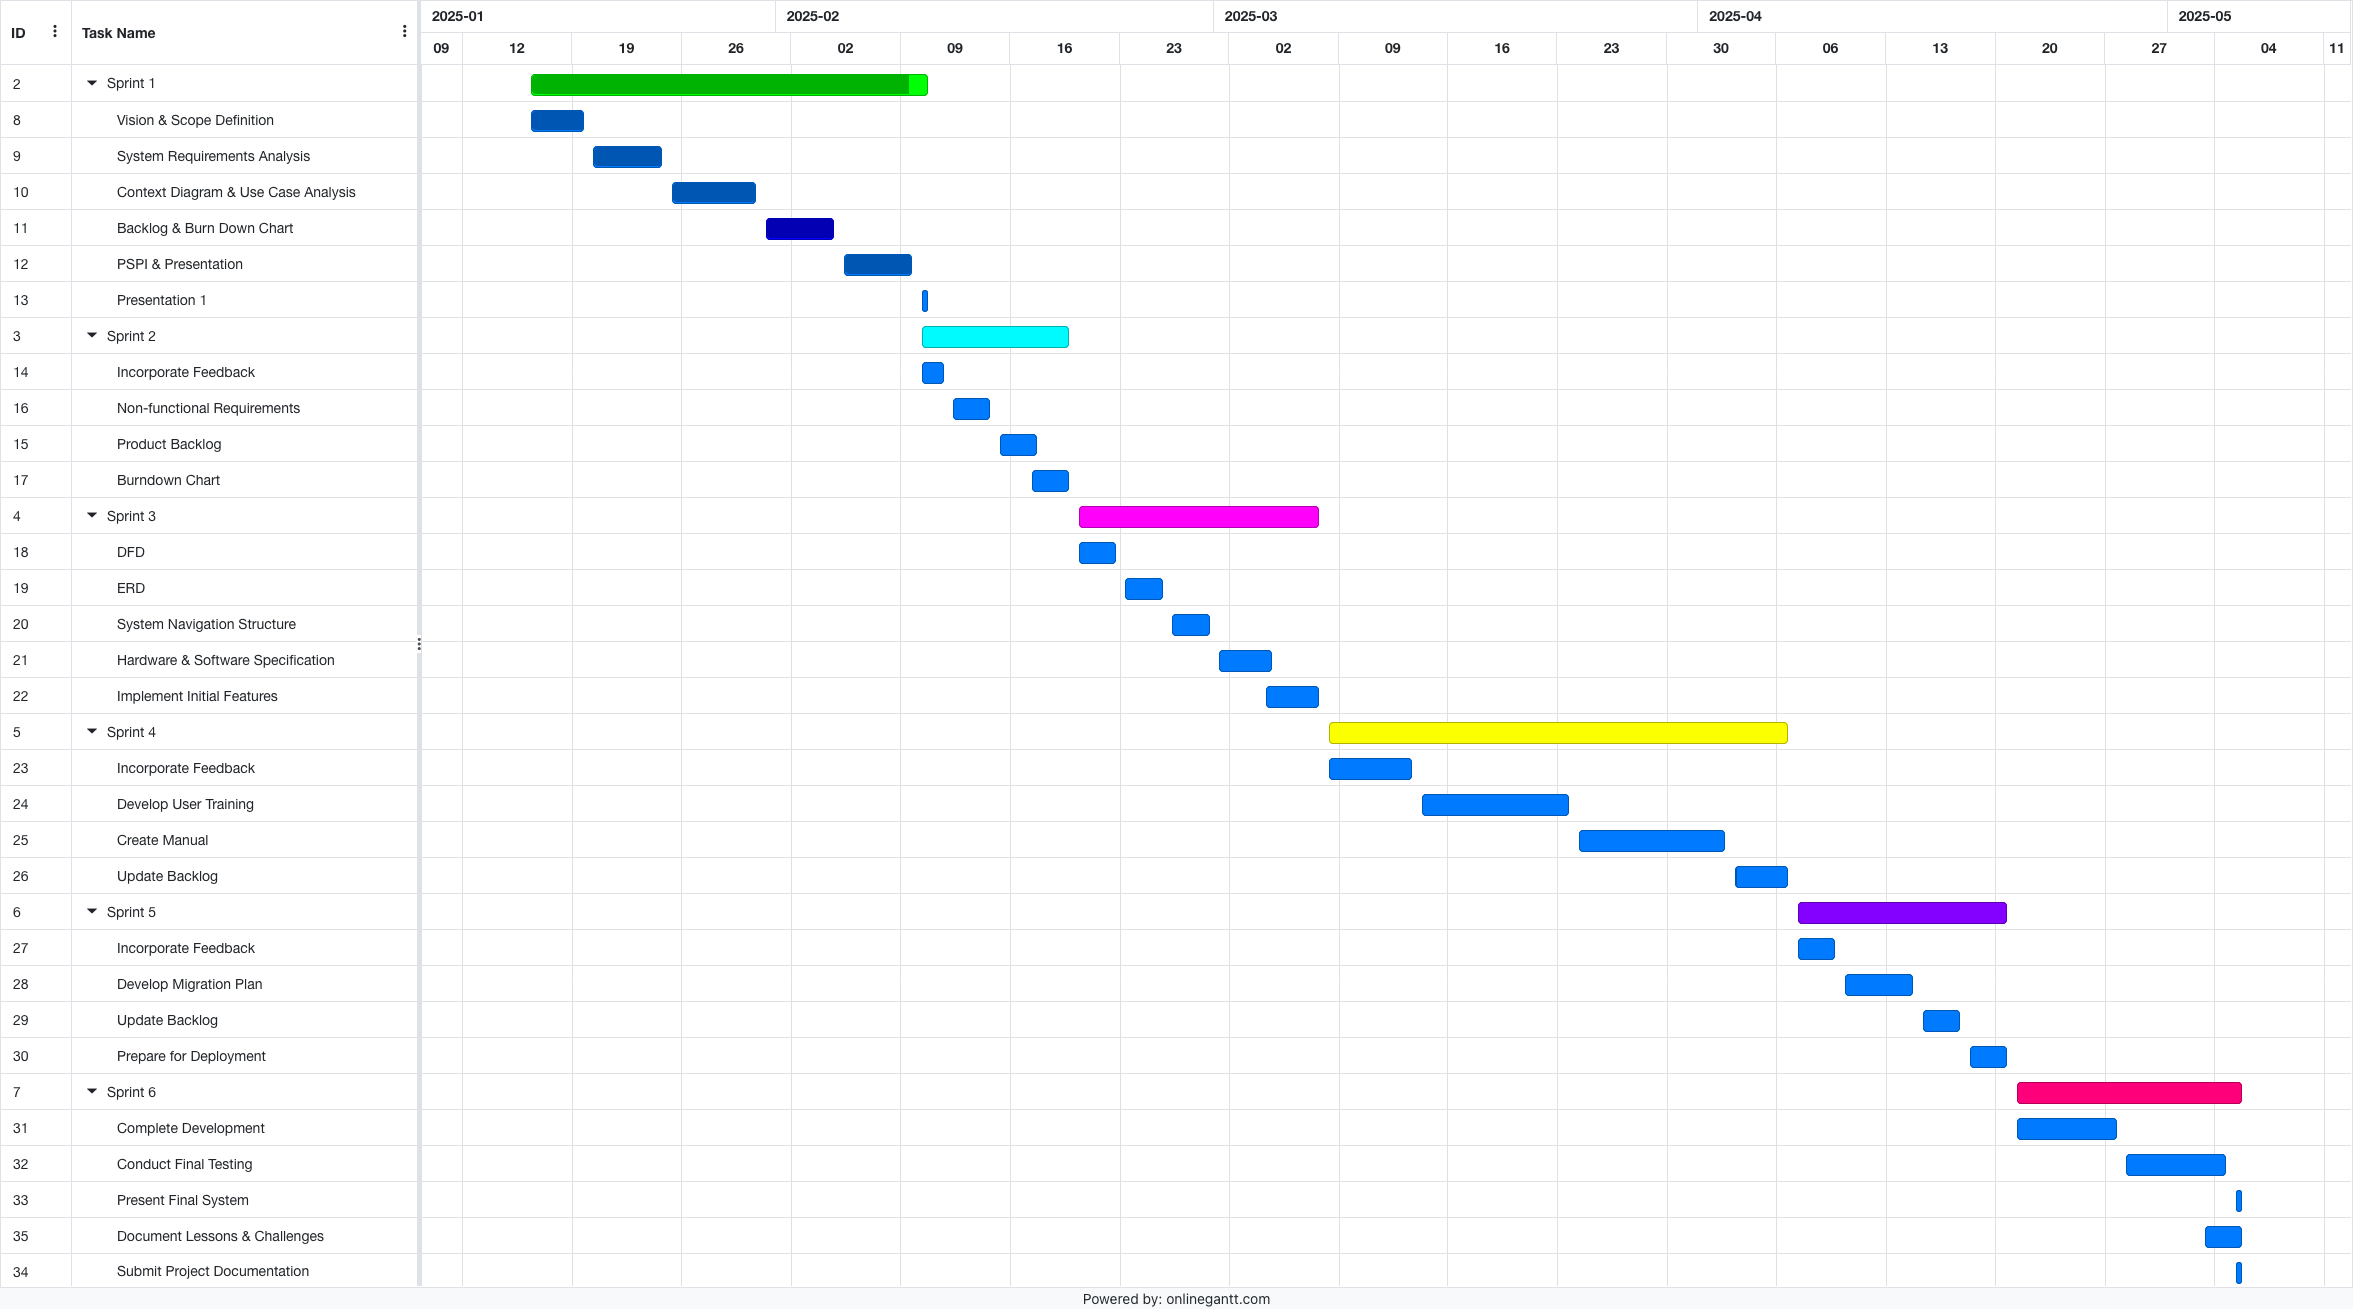 ID Task Name 2025-01 2025-02 2025-03 2025-04 2025-05
09 12 19 26 02 09 16 23 02 09 16 23 30 06 13 20 27 04 11
2 Sprint 1
8 Vision & Scope Definition
9 System Requirements Analysis
10 Context Diagram & Use Case Analysis
11 Backlog & Burn Down Chart
12 PSPI & Presentation
13 Presentation 1
3 Sprint 2
14 Incorporate Feedback
16 Non-functional Requirements
15 Product Backlog
17 Burndown Chart
4 Sprint 3
18 DFD
19 ERD
20 System Navigation Structure
21 Hardware & Software Specification
22 Implement Initial Features
5 Sprint 4
23 Incorporate Feedback
24 Develop User Training
25 Create Manual
26 Update Backlog
6 Sprint 5
27 Incorporate Feedback
28 Develop Migration Plan
29 Update Backlog
30 Prepare for Deployment
7 Sprint 6
31 Complete Development
32 Conduct Final Testing
33 Present Final System
35 Document Lessons & Challenges
34 Submit Project Documentation
Powered by: onlinegantt.com